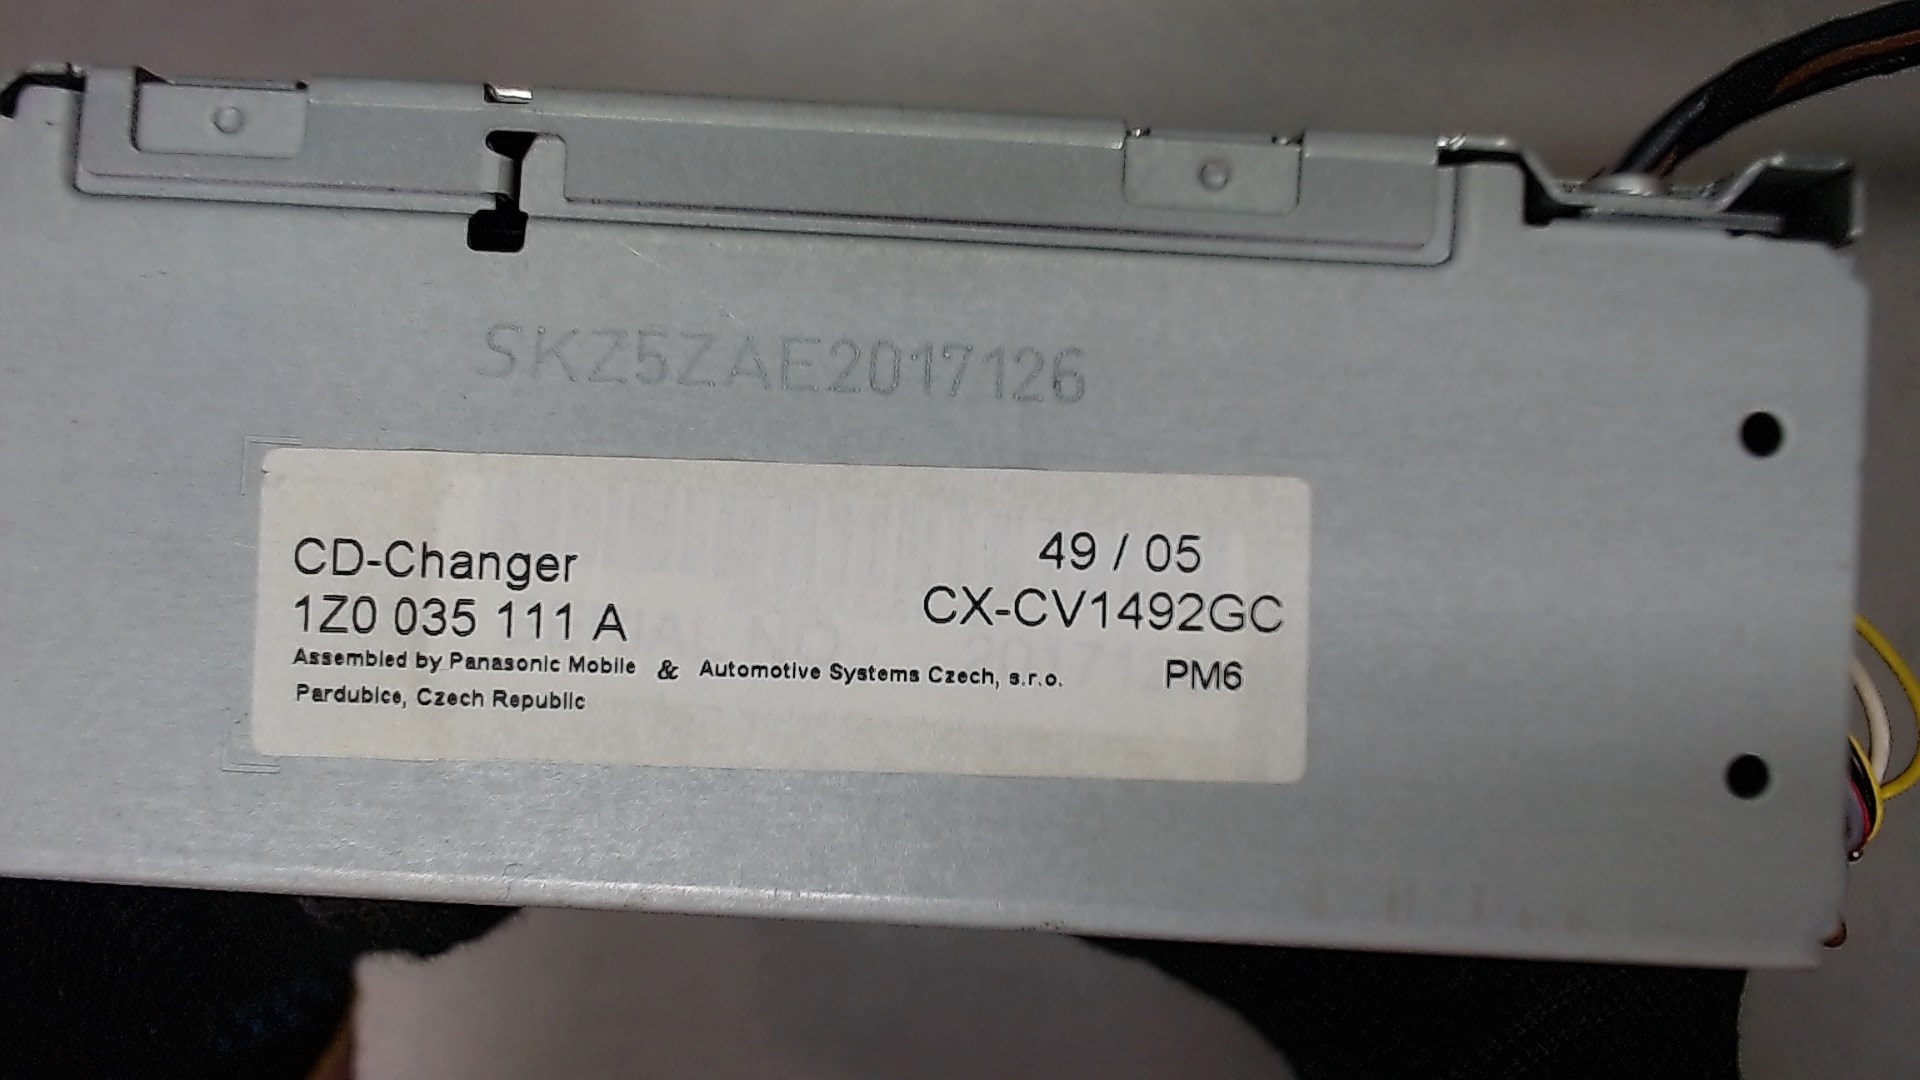 SKZ5ZAE2017126
CD-Changer
49 / 05
1Z0 035 111 A
CX-CV1492GC
Assembled by Panasonic Mobile & Automotive Systems Czech, s.r.o.
PM6
Pardubice, Czech Republic